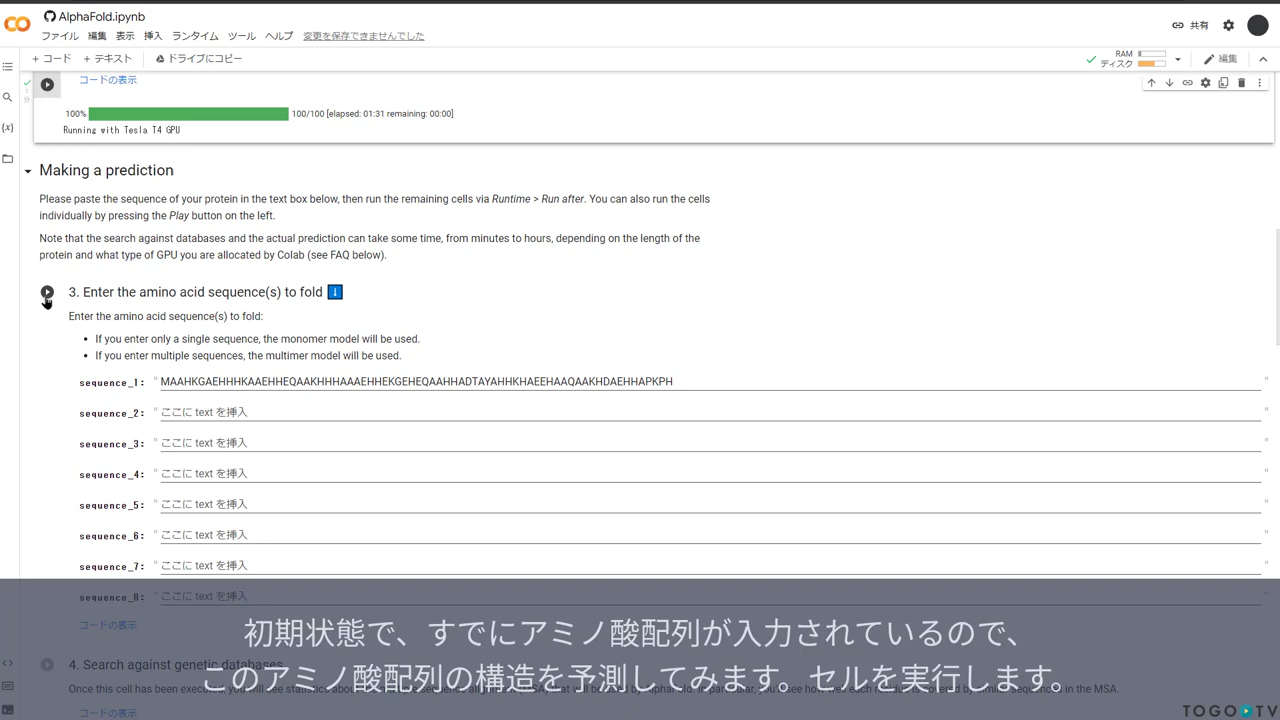 AlphaFold.ipynb
ファイル 編集 表示 挿入 ランタイム ツール ヘルプ 変更を保存できませんでした
共有
+ コード + テキスト ドライブにコピー
RAM
ディスク
編集
コードの表示
100% 100/100 [elapsed: 01:31 remaining: 00:00]
Running with Tesla T4 GPU
Making a prediction
Please paste the sequence of your protein in the text box below, then run the remaining cells via Runtime > Run after. You can also run the cells
individually by pressing the Play button on the left.
Note that the search against databases and the actual prediction can take some time, from minutes to hours, depending on the length of the
protein and what type of GPU you are allocated by Colab (see FAQ below).
3. Enter the amino acid sequence(s) to fold
Enter the amino acid sequence(s) to fold:
• If you enter only a single sequence, the monomer model will be used.
• If you enter multiple sequences, the multimer model will be used.
sequence_1: " MAAHKGAEHHHKAAEHHEQAAKHHHAAAEHHEKGEHEQAAHHADTAYAHHKHAEEHAAQAAKHDAEHHAPKPH "
sequence_2: " ここに text を挿入 "
sequence_3: " ここに text を挿入 "
sequence_4: " ここに text を挿入 "
sequence_5: " ここに text を挿入 "
sequence_6: " ここに text を挿入 "
sequence_7: " ここに text を挿入 "
sequence_8: " ここに text を挿入 "
コードの表示
初期状態で、すでにアミノ酸配列が入力されているので、
4. Search against genetic databases
このアミノ酸配列の構造を予測してみます。セルを実行します。
Once this cell has been in the MSA.
コードの表示
TOGO TV